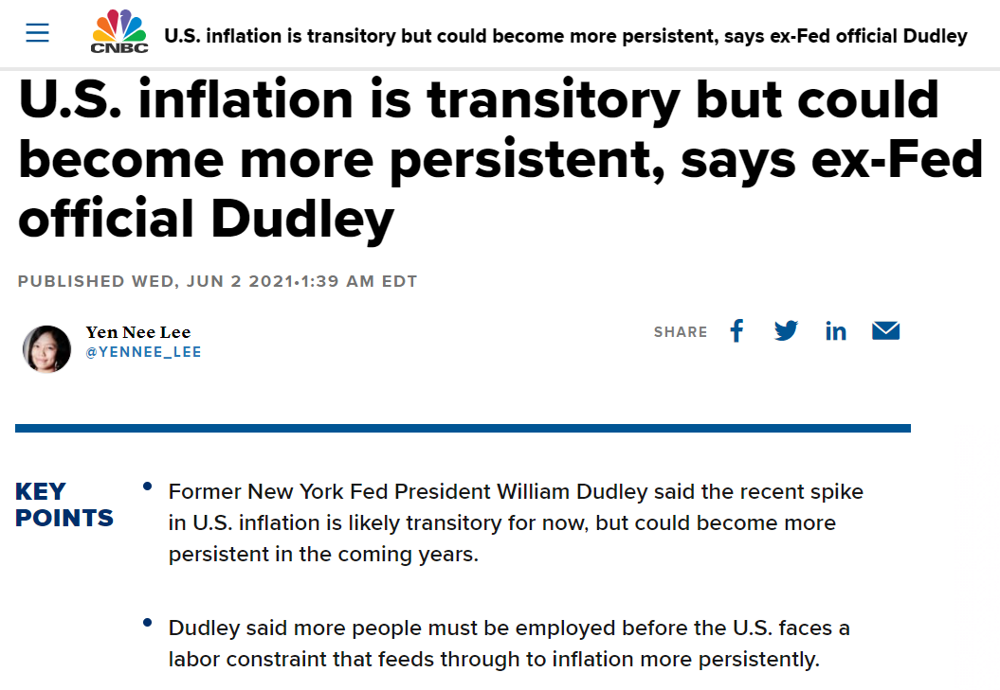 CNBC
U.S. inflation is transitory but could become more persistent, says ex-Fed official Dudley
U.S. inflation is transitory but could
become more persistent, says ex-Fed
official Dudley
PUBLISHED WED, JUN 2 2021•1:39 AM EDT
Yen Nee Lee
@YENNEE_LEE
SHARE
KEY
POINTS
• Former New York Fed President William Dudley said the recent spike
in U.S. inflation is likely transitory for now, but could become more
persistent in the coming years.
• Dudley said more people must be employed before the U.S. faces a
labor constraint that feeds through to inflation more persistently.